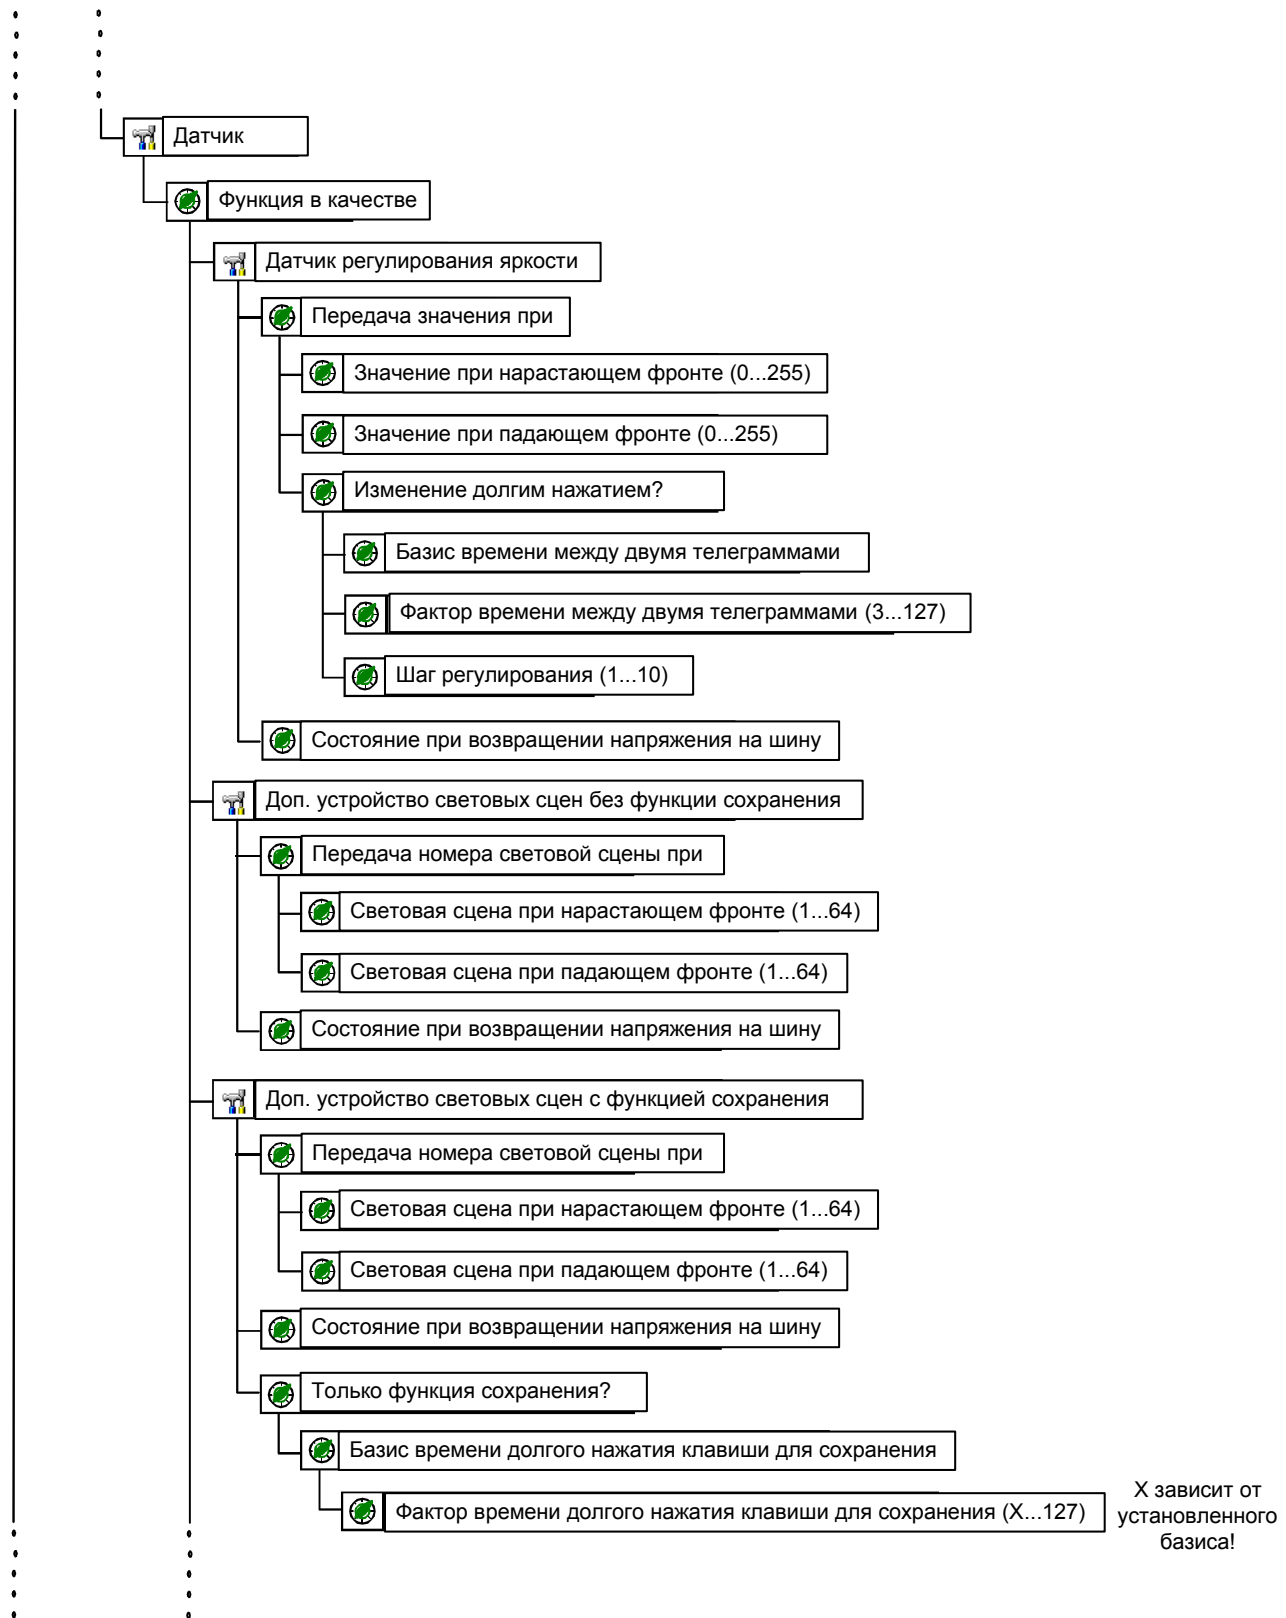 Датчик
Функция в качестве
Датчик регулирования яркости
Передача значения при
Значение при нарастающем фронте (0...255)
Значение при падающем фронте (0...255)
Изменение долгим нажатием?
Базис времени между двумя телеграммами
Фактор времени между двумя телеграммами (3...127)
Шаг регулирования (1...10)
Состояние при возвращении напряжения на шину
Доп. устройство световых сцен без функции сохранения
Передача номера световой сцены при
Световая сцена при нарастающем фронте (1...64)
Световая сцена при падающем фронте (1...64)
Состояние при возвращении напряжения на шину
Доп. устройство световых сцен с функцией сохранения
Передача номера световой сцены при
Световая сцена при нарастающем фронте (1...64)
Световая сцена при падающем фронте (1...64)
Состояние при возвращении напряжения на шину
Только функция сохранения?
Базис времени долгого нажатия клавиши для сохранения
Фактор времени долгого нажатия клавиши для сохранения (X...127)
X зависит от
установленного
базиса!